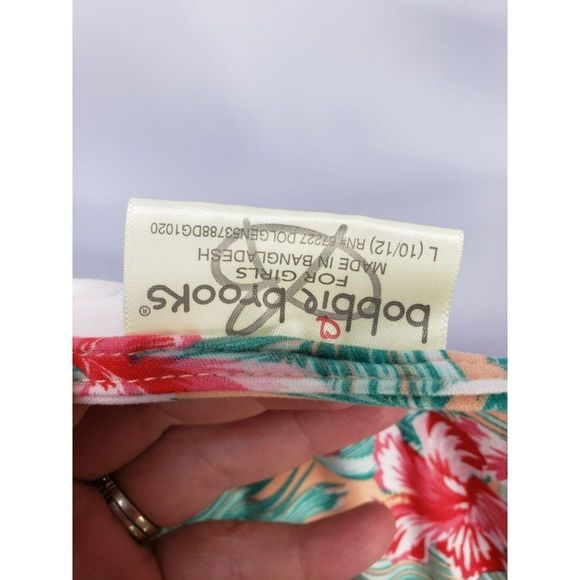 bobbie brooks®
FOR GIRLS
MADE IN BANGLADESH
L (10/12) RN# 67227 DOLGEN53788DG1020